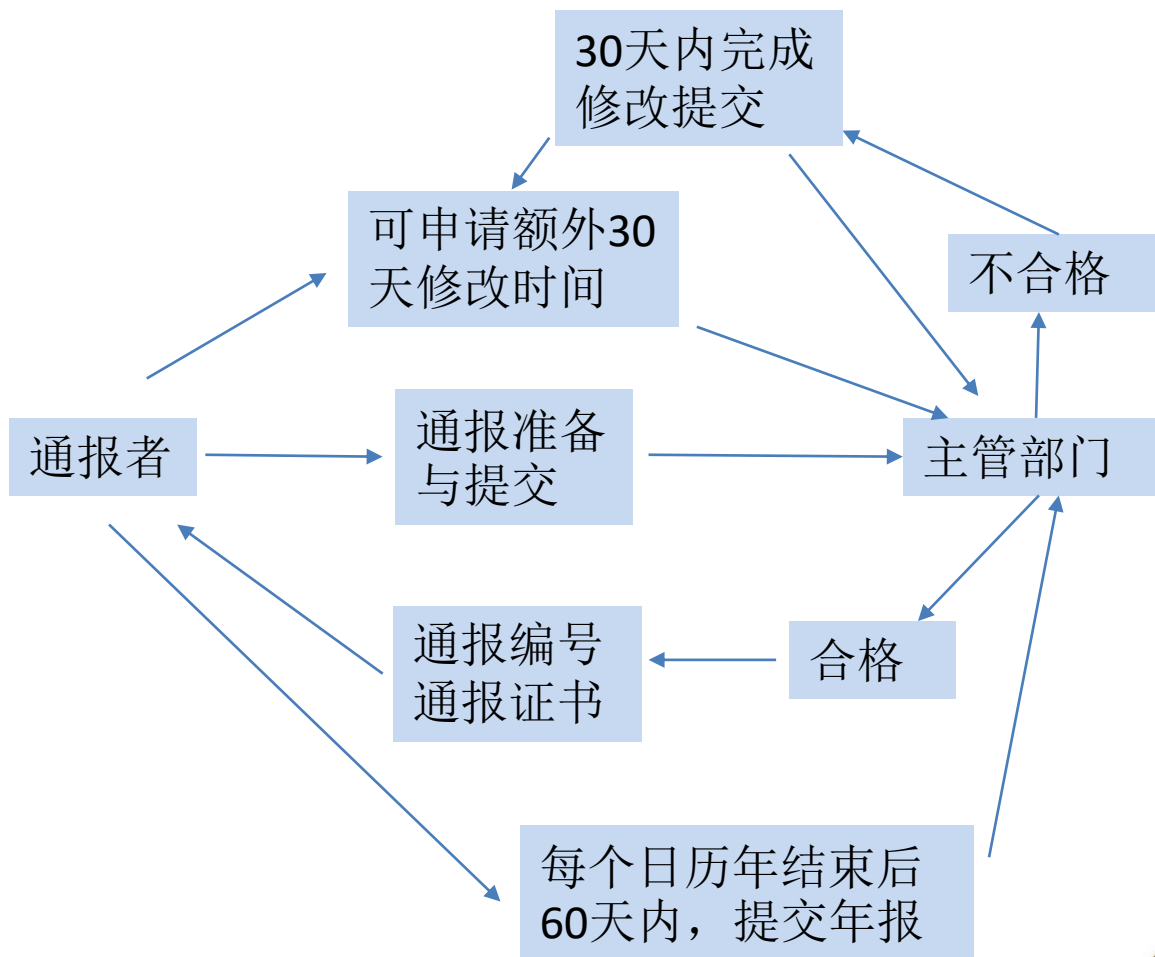 30天内完成
修改提交
可申请额外30
天修改时间
不合格
通报者
通报准备
与提交
主管部门
通报编号
通报证书
合格
每个日历年结束后
60天内，提交年报